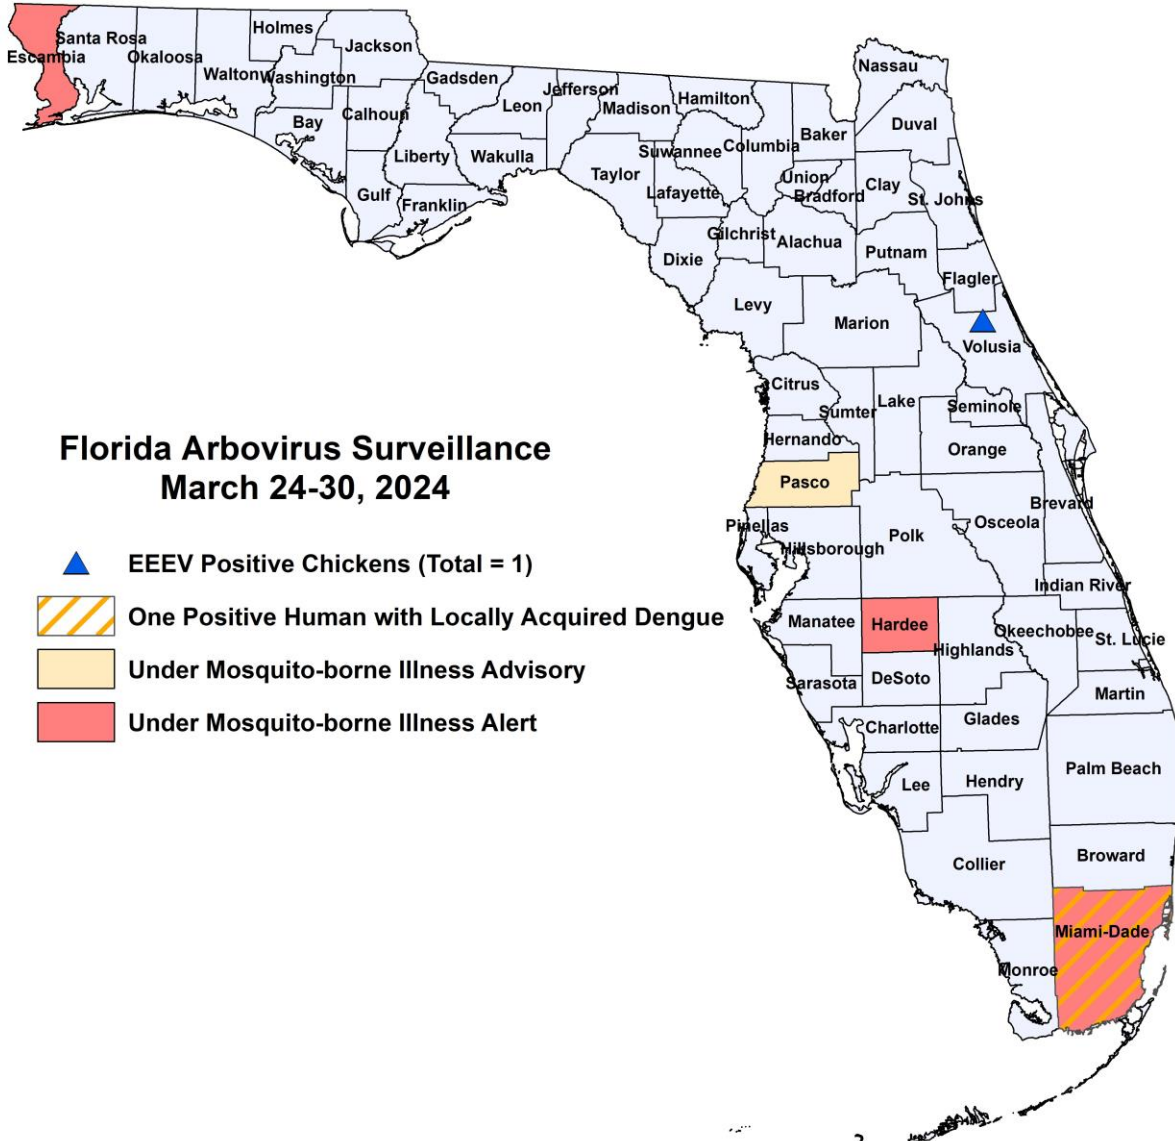 Holmes
Santa Rosa
Jackson
Escambia
Okaloosa
Walton
Washington
Gadsden
Nassau
Jefferson
Leon
Madison
Hamilton
Calhoun
Bay
Duval
Baker
Columbia
Suwannee
Liberty
Wakulla
Taylor
Union
Clay
Lafayette
Bradford
St. Johns
Gulf
Franklin
Gilchrist
Alachua
Putnam
Dixie
Flagler
Levy
Marion
Volusia
Citrus
Lake
Sumter
Seminole
Hernando
Orange
Florida Arbovirus Surveillance
March 24-30, 2024
Pasco
Brevard
Pinellas
Osceola
Polk
Hillsborough
EEEV Positive Chickens (Total = 1)
One Positive Human with Locally Acquired Dengue
Under Mosquito-borne Illness Advisory
Under Mosquito-borne Illness Alert
Indian River
Manatee
Hardee
Okeechobee
St. Lucie
Highlands
Sarasota
DeSoto
Martin
Charlotte
Glades
Palm Beach
Lee
Hendry
Broward
Collier
Miami-Dade
Monroe